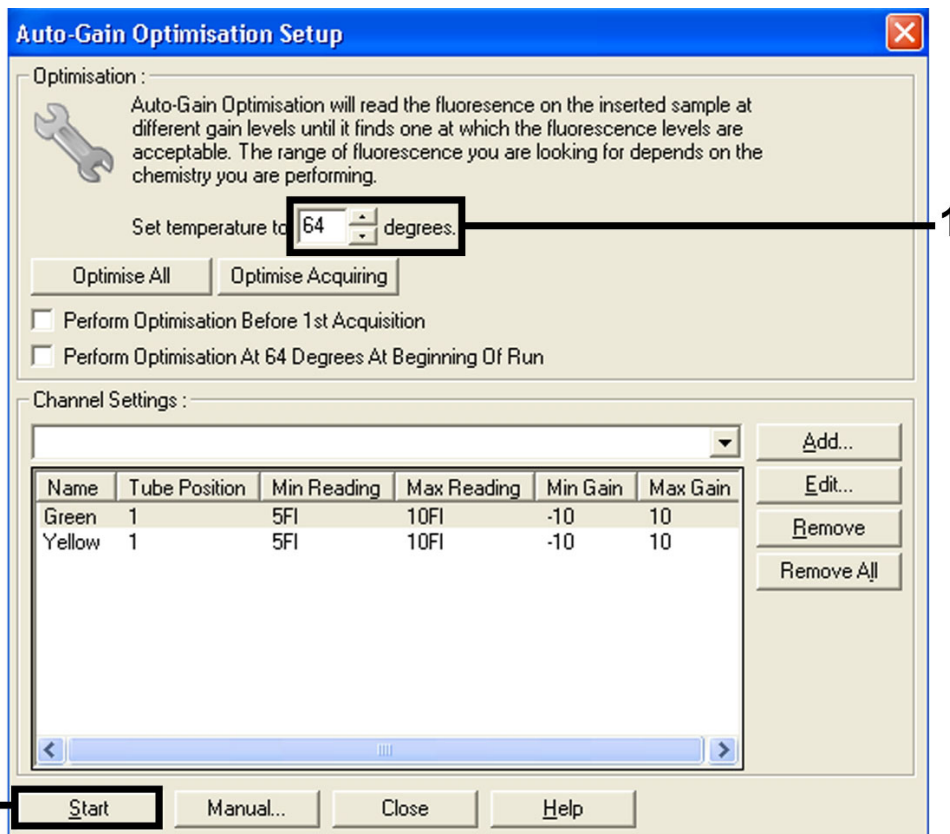 Auto-Gain Optimisation Setup
Optimisation :
Auto-Gain Optimisation will read the fluoresence on the inserted sample at
different gain levels until it finds one at which the fluorescence levels are
acceptable. The range of fluorescence you are looking for depends on the
chemistry you are performing.
Set temperature to 64 degrees.
1
Optimise All Optimise Acquiring
Perform Optimisation Before 1st Acquisition
Perform Optimisation At 64 Degrees At Beginning Of Run
Channel Settings :
Add...
Name Tube Position Min Reading Max Reading Min Gain Max Gain
Edit...
Green 1 5Fl 10Fl -10 10
Remove
Yellow 1 5Fl 10Fl -10 10
Remove All
Start Manual... Close Help